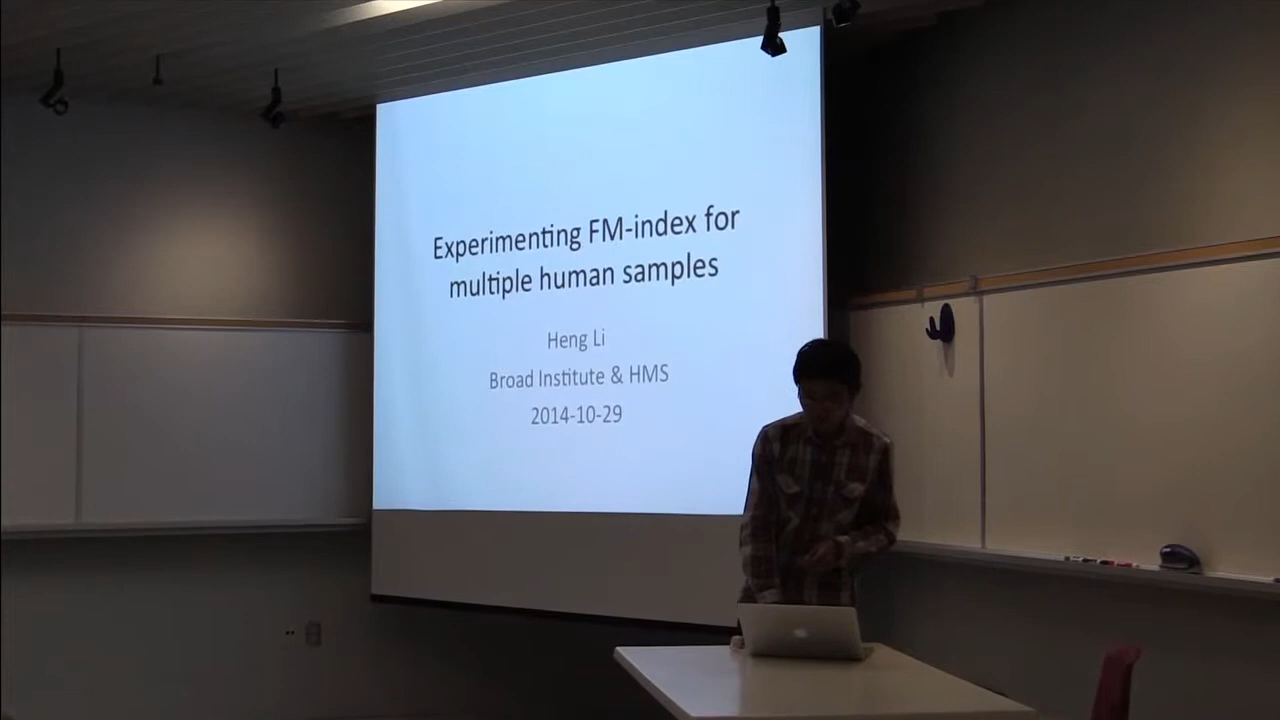 Experimenting FM-index for
multiple human samples
Heng Li
Broad Institute & HMS
2014-10-29